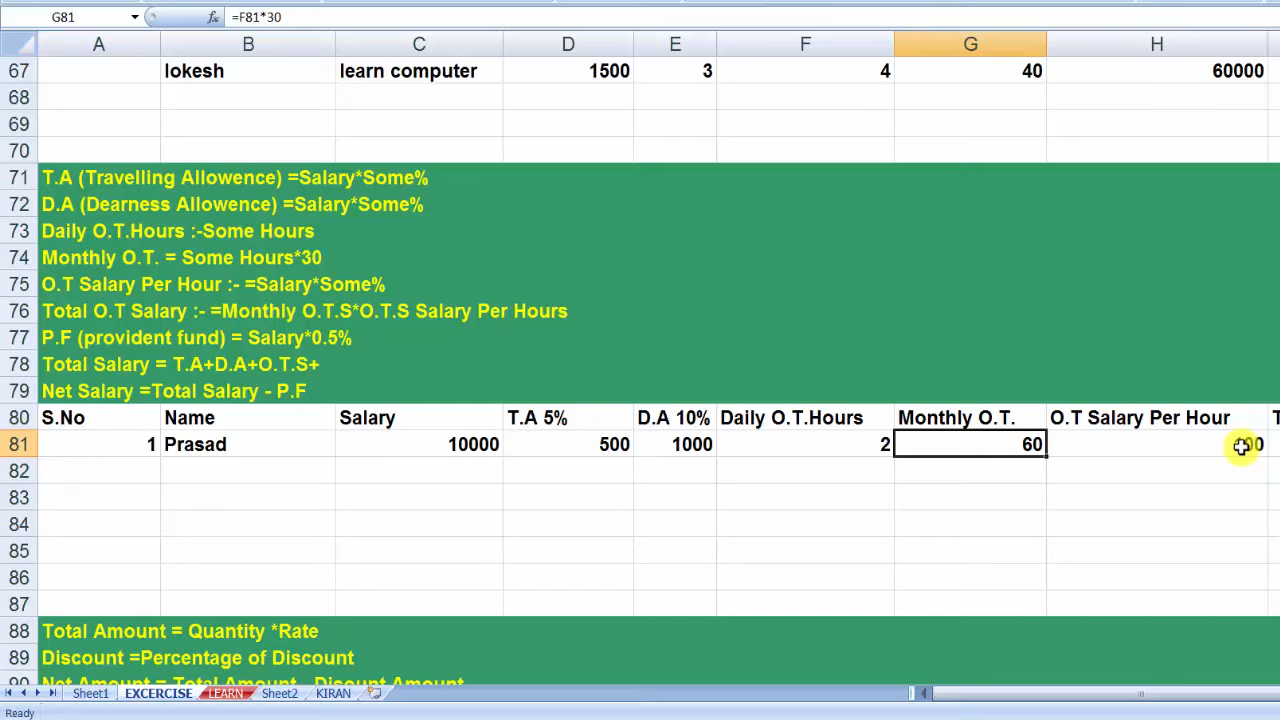 G81 fx =F81*30
A B C D E F G H
67 lokesh learn computer 1500 3 4 40 60000
68
69
70
71 T.A (Travelling Allowence) =Salary*Some%
72 D.A (Dearness Allowence) =Salary*Some%
73 Daily O.T.Hours :-Some Hours
74 Monthly O.T. = Some Hours*30
75 O.T Salary Per Hour :- =Salary*Some%
76 Total O.T Salary :- =Monthly O.T.S*O.T.S Salary Per Hours
77 P.F (provident fund) = Salary*0.5%
78 Total Salary = T.A+D.A+O.T.S+
79 Net Salary =Total Salary - P.F
80 S.No Name Salary T.A 5% D.A 10% Daily O.T.Hours Monthly O.T. O.T Salary Per Hour
81 1 Prasad 10000 500 1000 2 60
82
83
84
85
86
87
88 Total Amount = Quantity *Rate
89 Discount =Percentage of Discount
90 Net Amount = Total Amount - Discount Amount
Sheet1 EXCERCISE LEARN Sheet2 KIRAN
Ready